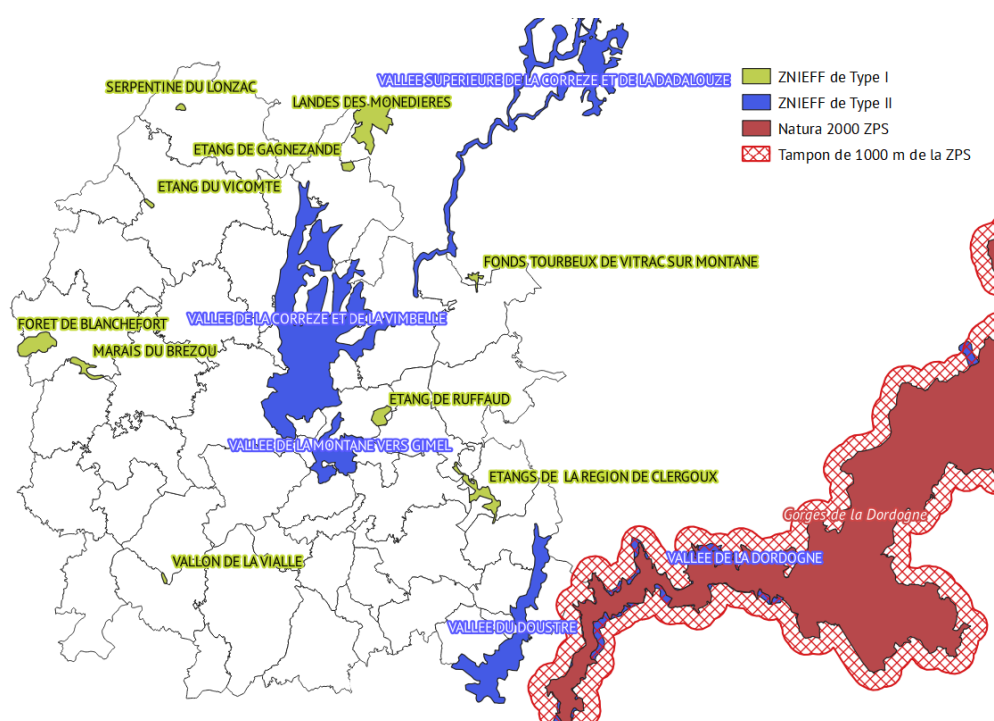 VALLEE SUPERIEURE DE LA CORREZE ET DE LA DADALOUZE
ZNIEFF de Type I
ZNIEFF de Type II
Natura 2000 ZPS
Tampon de 1000 m de la ZPS
SERPENTINE DU LONZAC
LANDES DES MONEDIERES
ETANG DE GAGNEZANDE
ETANG DU VICOMTE
FONDS TOURBEUX DE VITRAC SUR MONTANE
FORET DE BLANCHEFORT
VALLEE DE LA CORREZE ET DE LA VIMBELLE
MARAIS DU BREZOU
ETANG DE RUFFAUD
VALLEE DE LA MONTANE VERS GIMEL
ETANGS DE LA REGION DE CLERGOUX
Gorges de la Dordogne
VALLEE DE LA DORDOGNE
VALLON DE LA VIALLE
VALLEE DU DOUSTRE